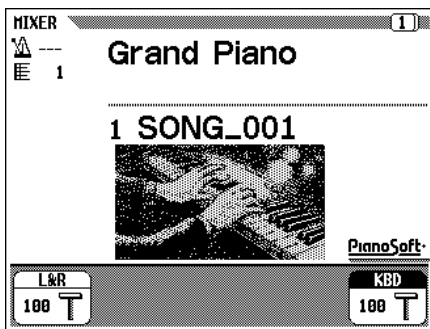 MIXER
1
---
1
Grand Piano
1 SONG_001
PianoSoft·
L&R
100
KBD
100